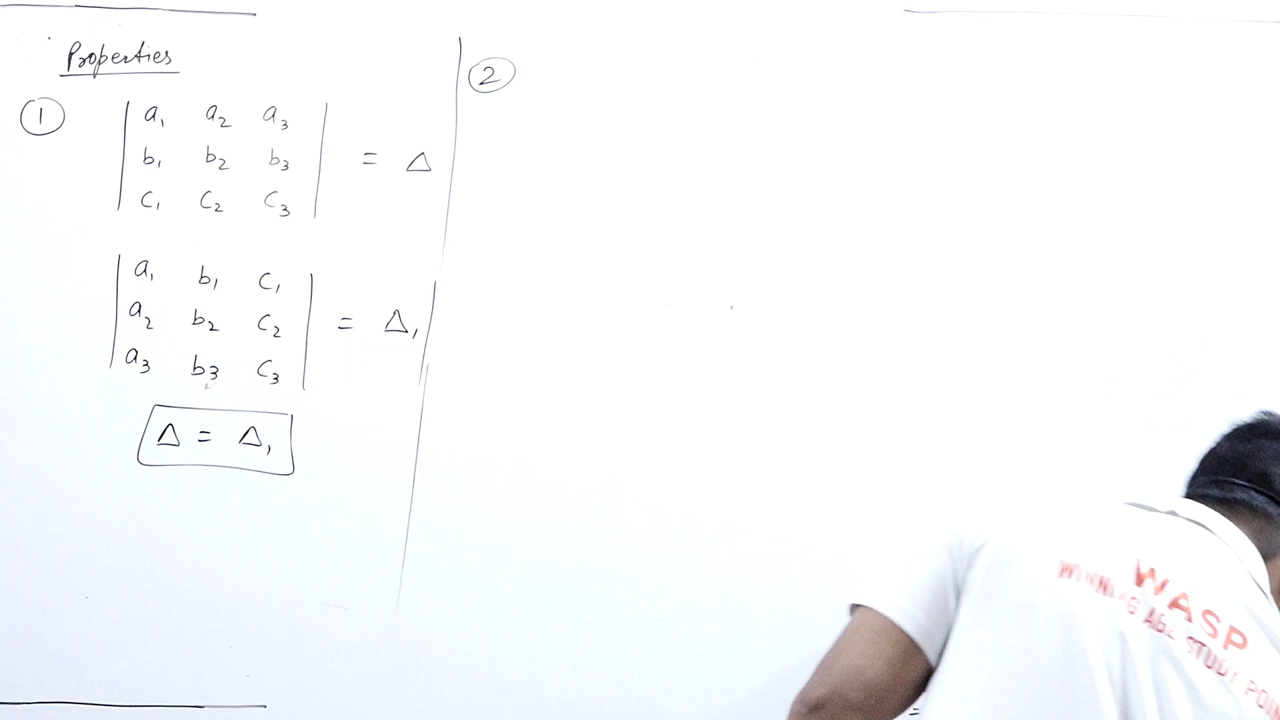 Properties
①
| a₁ a₂ a₃ |
| b₁ b₂ b₃ | = Δ
| c₁ c₂ c₃ |
| a₁ b₁ c₁ |
| a₂ b₂ c₂ | = Δ₁
| a₃ b₃ c₃ |
Δ = Δ₁
②
WASP
STUDY